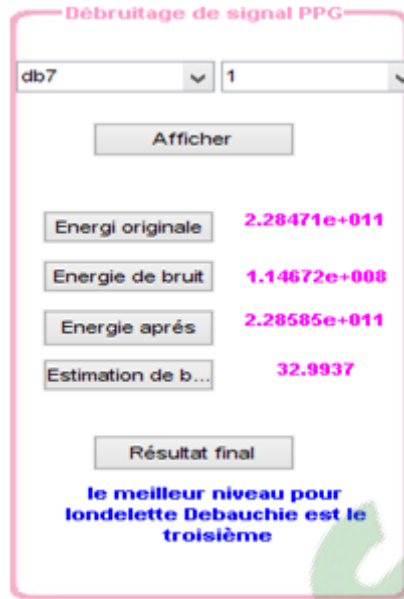 Débruitage de signal PPG
db7 1
Afficher
Energi originale 2.28471e+011
Energie de bruit 1.14672e+008
Energie aprés 2.28585e+011
Estimation de b... 32.9937
Résultat final
le meilleur niveau pour
londelette Debauchie est le
troisième